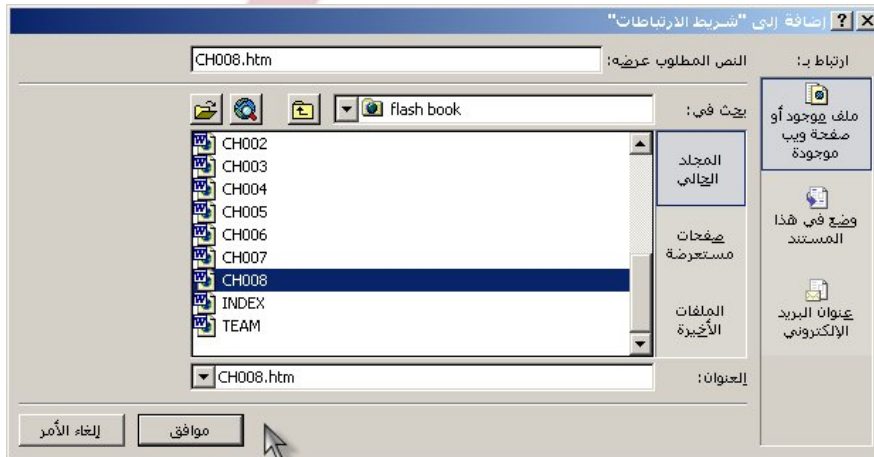 إضافة إلى "شريط الارتباطات"
ارتباط بـ:
ملف موجود أو
صفحة ويب
موجودة
وضع في هذا
المستند
عنوان البريد
الإلكتروني
النص المطلوب عرضه:
CH008.htm
بحث في:
flash book
المجلد
الحالي
صفحات
مستعرضة
الملفات
الأخيرة
CH002
CH003
CH004
CH005
CH006
CH007
CH008
INDEX
TEAM
العنوان:
CH008.htm
موافق
إلغاء الأمر